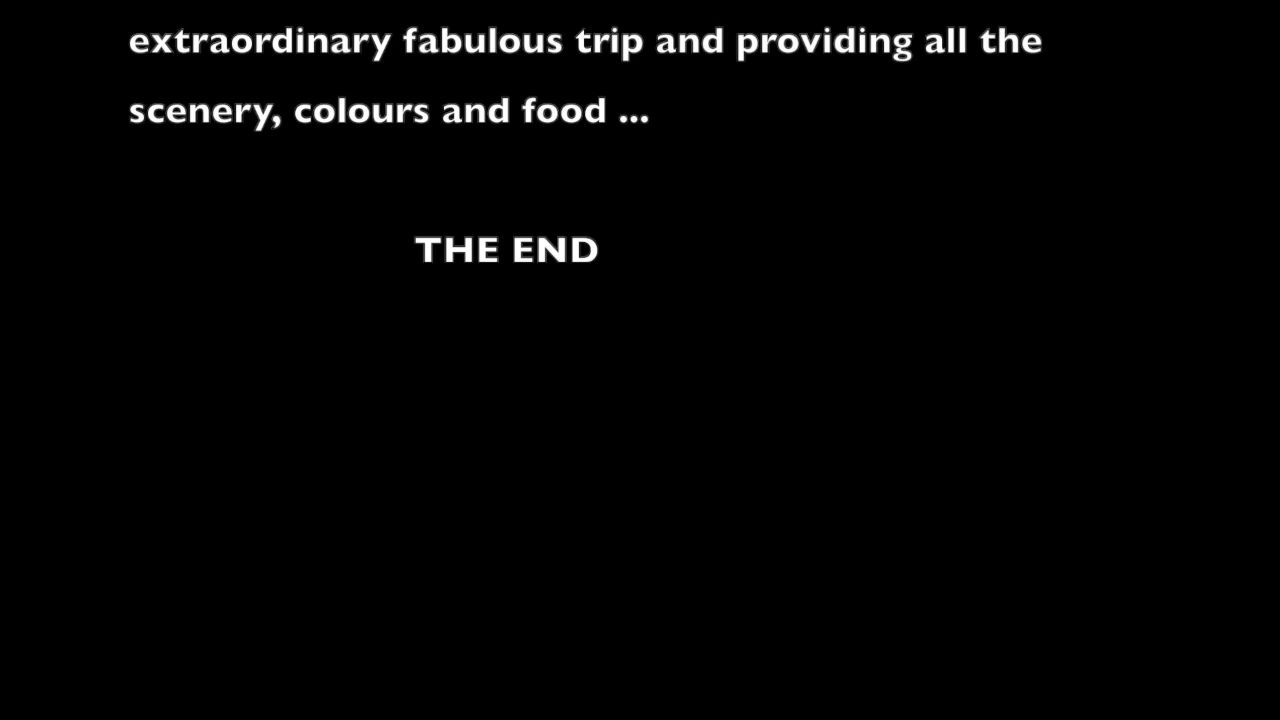 extraordinary fabulous trip and providing all the
scenery, colours and food ...
THE END